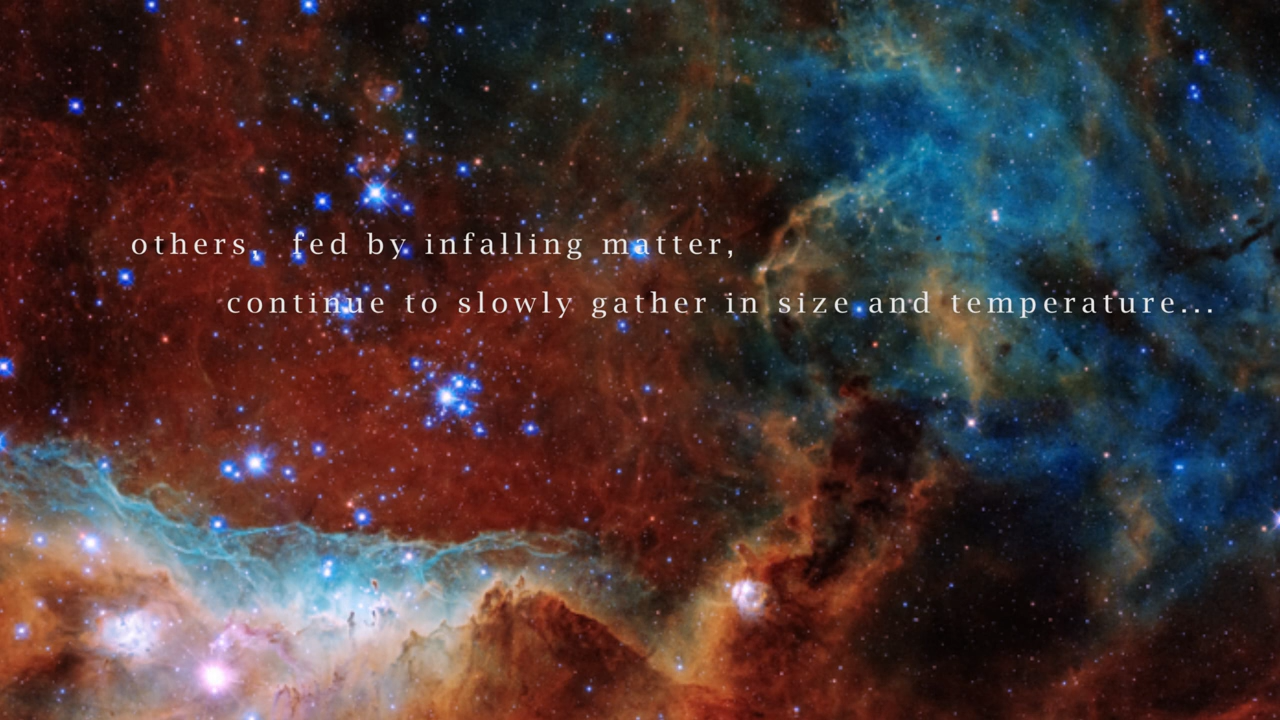 others, fed by infalling matter,
continue to slowly gather in size and temperature...